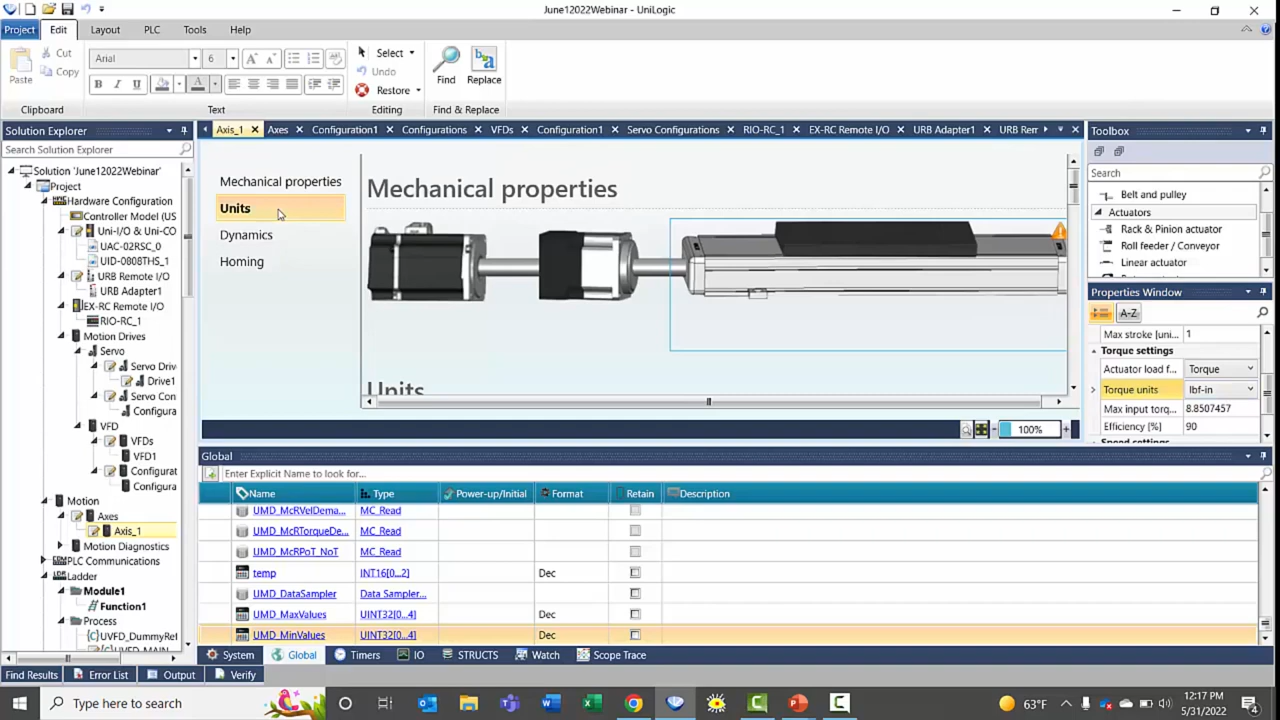 June12022Webinar - UniLogic
Project Edit Layout PLC Tools Help
Paste Cut Copy Clipboard
Arial 6 B I U A Text
Select Undo Restore Editing
Find Replace Find & Replace
Solution Explorer
Search Solution Explorer
Solution 'June12022Webinar'
Project
Hardware Configuration
Controller Model (US
Uni-I/O & Uni-CO
UAC-02RSC_0
UID-0808THS_1
URB Remote I/O
URB Adapter1
EX-RC Remote I/O
RIO-RC_1
Motion Drives
Servo
Servo Driv
Drive1
Servo Con
Configura
VFD
VFDs
VFD1
Configurat
Configura
Motion
Axes
Axis_1
Motion Diagnostics
PLC Communications
Ladder
Module1
Function1
Process
UVFD_DummyRef
UVFD_MAIN
Axis_1 Axes Configuration1 Configurations VFDs Configuration1 Servo Configurations RIO-RC_1 EX-RC Remote I/O URB Adapter1 URB Rem
Mechanical properties
Units
Dynamics
Homing
Mechanical properties
Units
100%
Toolbox
Search
Belt and pulley
Actuators
Rack & Pinion actuator
Roll feeder / Conveyor
Linear actuator
Properties Window
A-Z
Max stroke [uni... 1
Torque settings
Actuator load f... Torque
Torque units lbf-in
Max input torq... 8.8507457
Efficiency [%] 90
Speed settings
Global
Enter Explicit Name to look for...
Name Type Power-up/Initial Format Retain Description
UMD_McRVelDema... MC_Read
UMD_McRTorqueDe... MC_Read
UMD_McRPoT_NoT MC_Read
temp INT16[0...2] Dec
UMD_DataSampler Data Sampler...
UMD_MaxValues UINT32[0...4] Dec
UMD_MinValues UINT32[0...4] Dec
System Global Timers IO STRUCTS Watch Scope Trace
Find Results Error List Output Verify
Type here to search
63°F
12:17 PM
5/31/2022
4